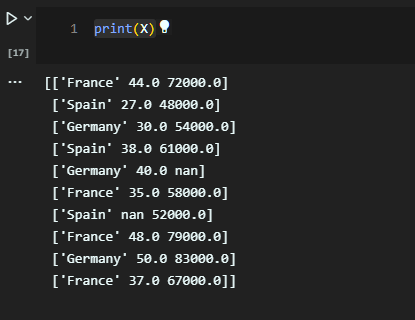 1 print(X)
[17]
... [['France' 44.0 72000.0]
['Spain' 27.0 48000.0]
['Germany' 30.0 54000.0]
['Spain' 38.0 61000.0]
['Germany' 40.0 nan]
['France' 35.0 58000.0]
['Spain' nan 52000.0]
['France' 48.0 79000.0]
['Germany' 50.0 83000.0]
['France' 37.0 67000.0]]